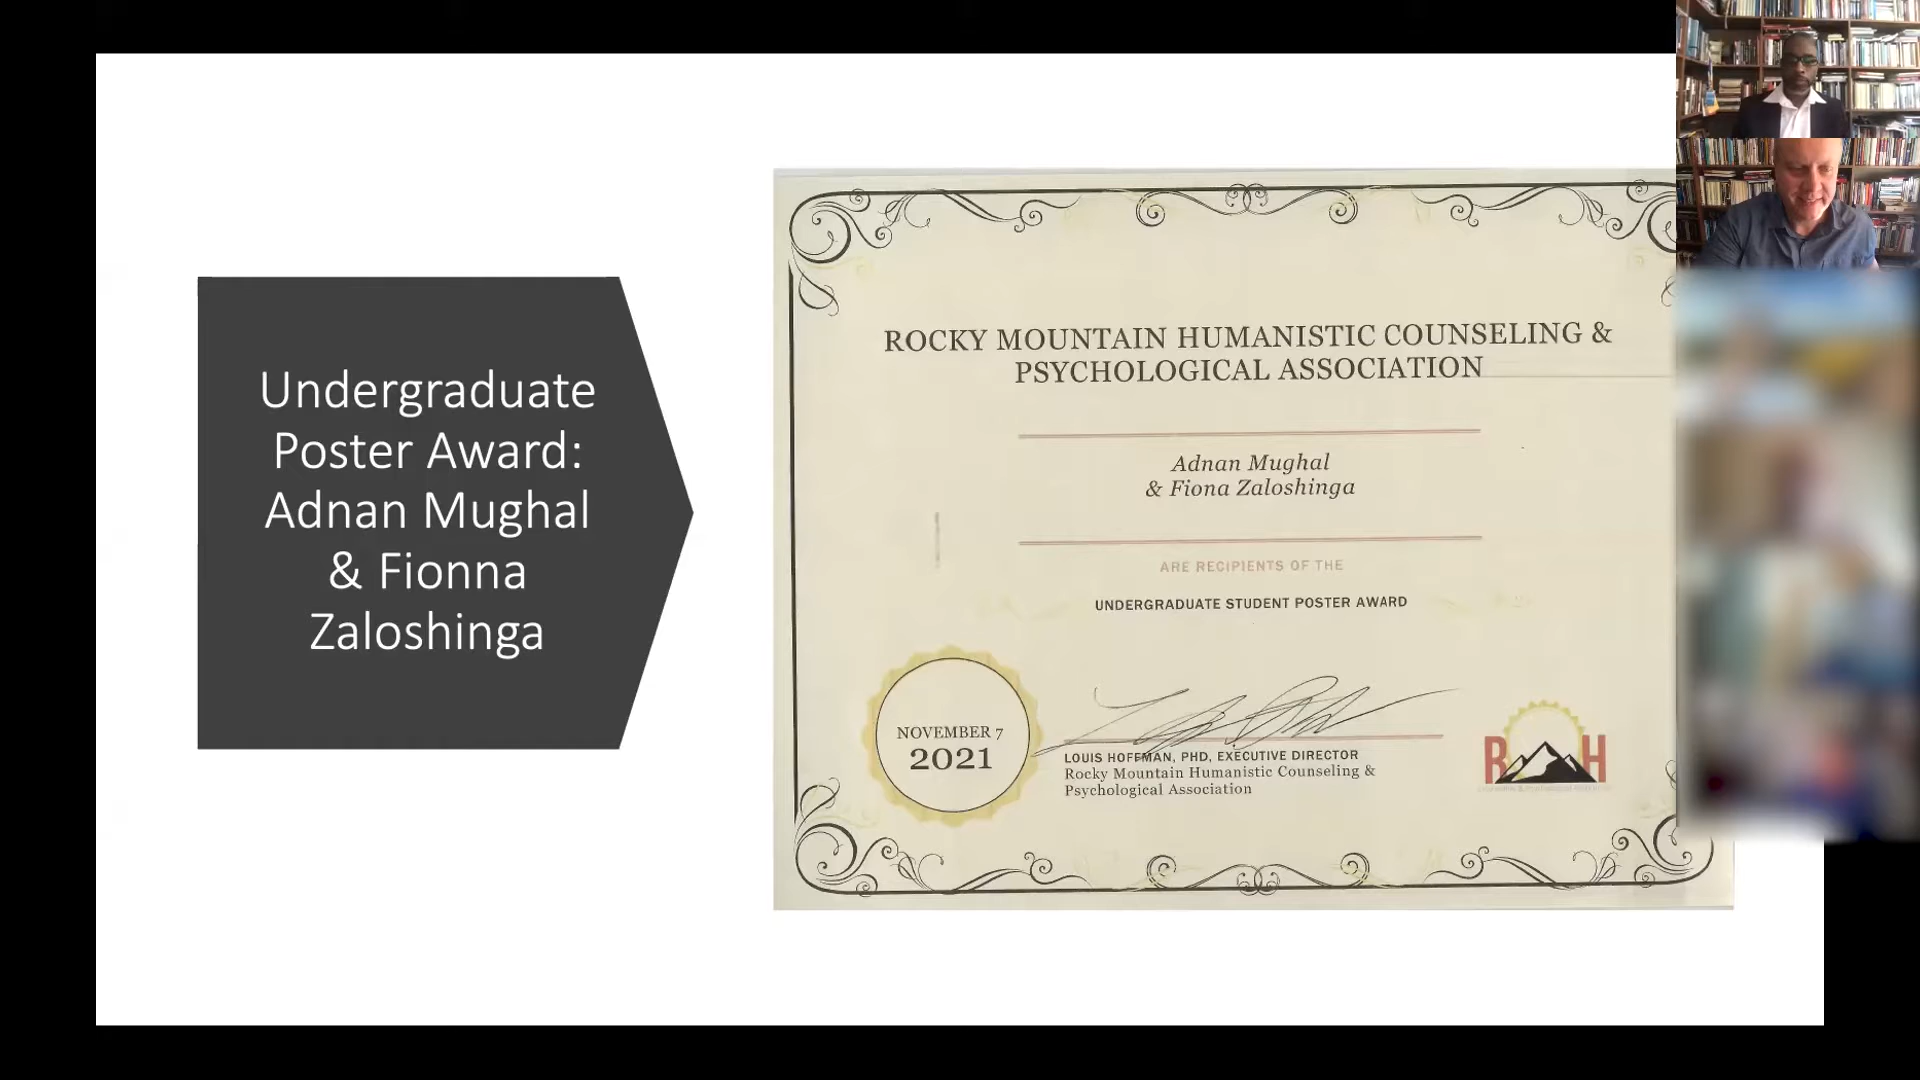 Undergraduate
Poster Award:
Adnan Mughal
& Fionna
Zaloshinga
ROCKY MOUNTAIN HUMANISTIC COUNSELING &
PSYCHOLOGICAL ASSOCIATION
Adnan Mughal
& Fiona Zaloshinga
ARE RECIPIENTS OF THE
UNDERGRADUATE STUDENT POSTER AWARD
NOVEMBER 7
2021
LOUIS HOFFMAN, PHD, EXECUTIVE DIRECTOR
Rocky Mountain Humanistic Counseling &
Psychological Association
R H